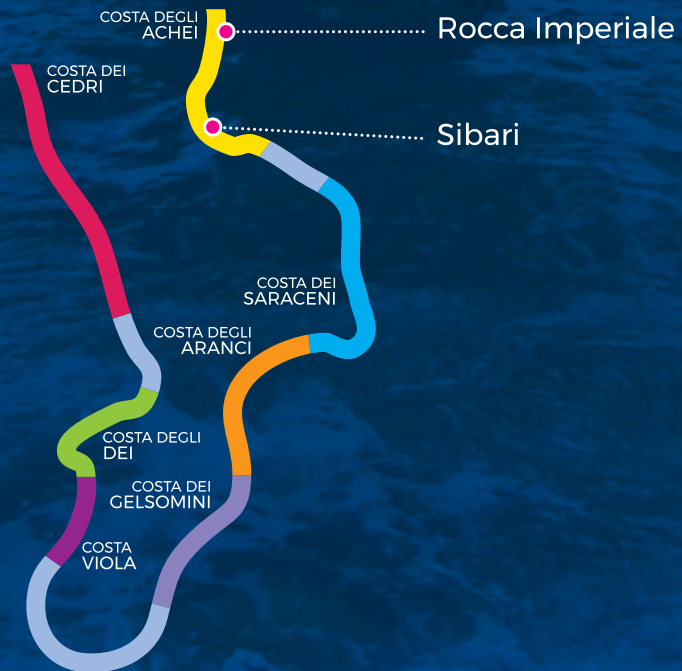 COSTA DEGLI
ACHEI
Rocca Imperiale
COSTA DEI
CEDRI
Sibari
COSTA DEI
SARACENI
COSTA DEGLI
ARANCI
COSTA DEGLI
DEI
COSTA DEI
GELSOMINI
COSTA
VIOLA